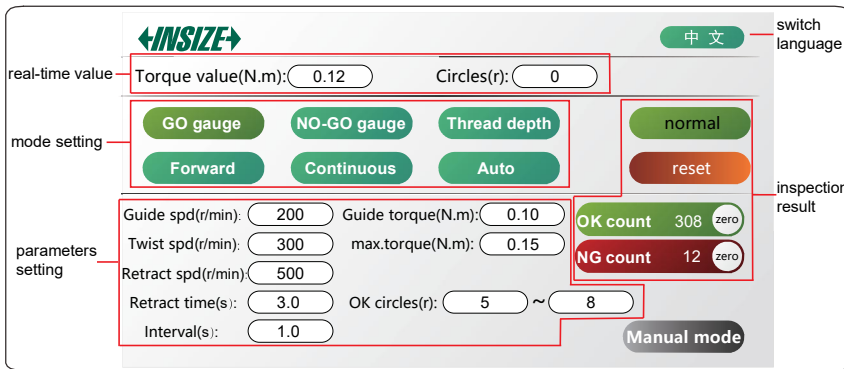 INSIZE
中 文
switch
language
real-time value
Torque value(N.m): 0.12 Circles(r): 0
mode setting
GO gauge NO-GO gauge Thread depth normal
Forward Continuous Auto reset
inspection
result
Guide spd(r/min): 200 Guide torque(N.m): 0.10 OK count 308 zero
Twist spd(r/min): 300 max.torque(N.m): 0.15 NG count 12 zero
parameters
setting
Retract spd(r/min): 500
Retract time(s): 3.0 OK circles(r): 5 ~ 8
Interval(s): 1.0
Manual mode